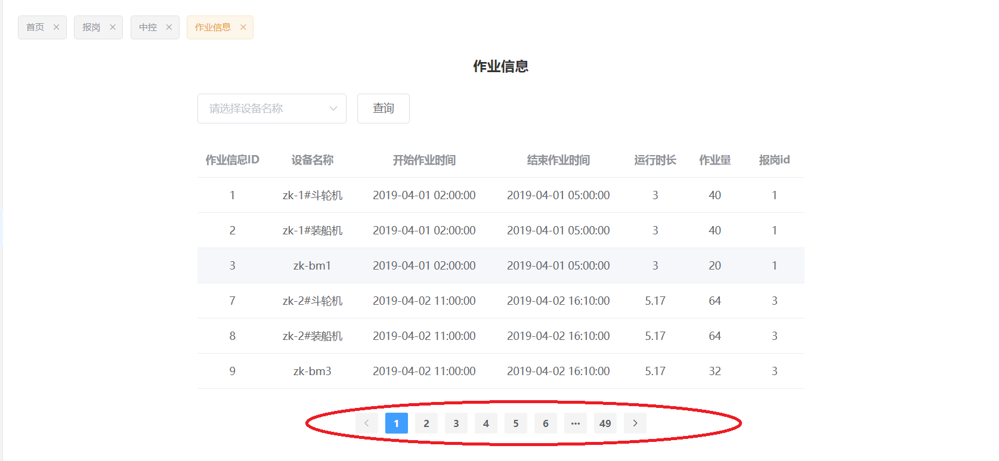 首页 × 报岗 × 中控 × 作业信息 ×
作业信息
请选择设备名称 查询
作业信息ID 设备名称 开始作业时间 结束作业时间 运行时长 作业量 报岗id
1 zk-1#斗轮机 2019-04-01 02:00:00 2019-04-01 05:00:00 3 40 1
2 zk-1#装船机 2019-04-01 02:00:00 2019-04-01 05:00:00 3 40 1
3 zk-bm1 2019-04-01 02:00:00 2019-04-01 05:00:00 3 20 1
7 zk-2#斗轮机 2019-04-02 11:00:00 2019-04-02 16:10:00 5.17 64 3
8 zk-2#装船机 2019-04-02 11:00:00 2019-04-02 16:10:00 5.17 64 3
9 zk-bm3 2019-04-02 11:00:00 2019-04-02 16:10:00 5.17 32 3
< 1 2 3 4 5 6 ··· 49 >